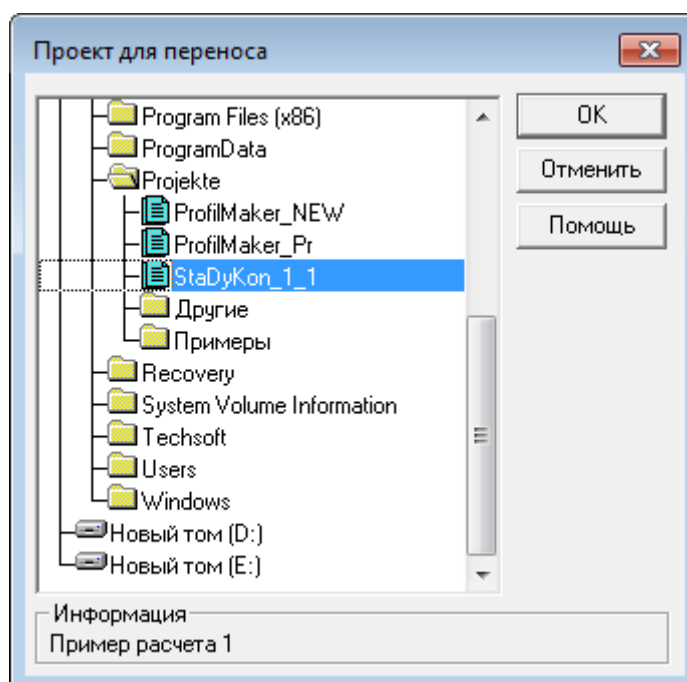 Проект для переноса
Program Files (x86)
ProgramData
Projekte
ProfilMaker_NEW
ProfilMaker_Pr
StaDyKon_1_1
Другие
Примеры
Recovery
System Volume Information
Techsoft
Users
Windows
Новый том (D:)
Новый том (E:)
OK
Отменить
Помощь
Информация
Пример расчета 1